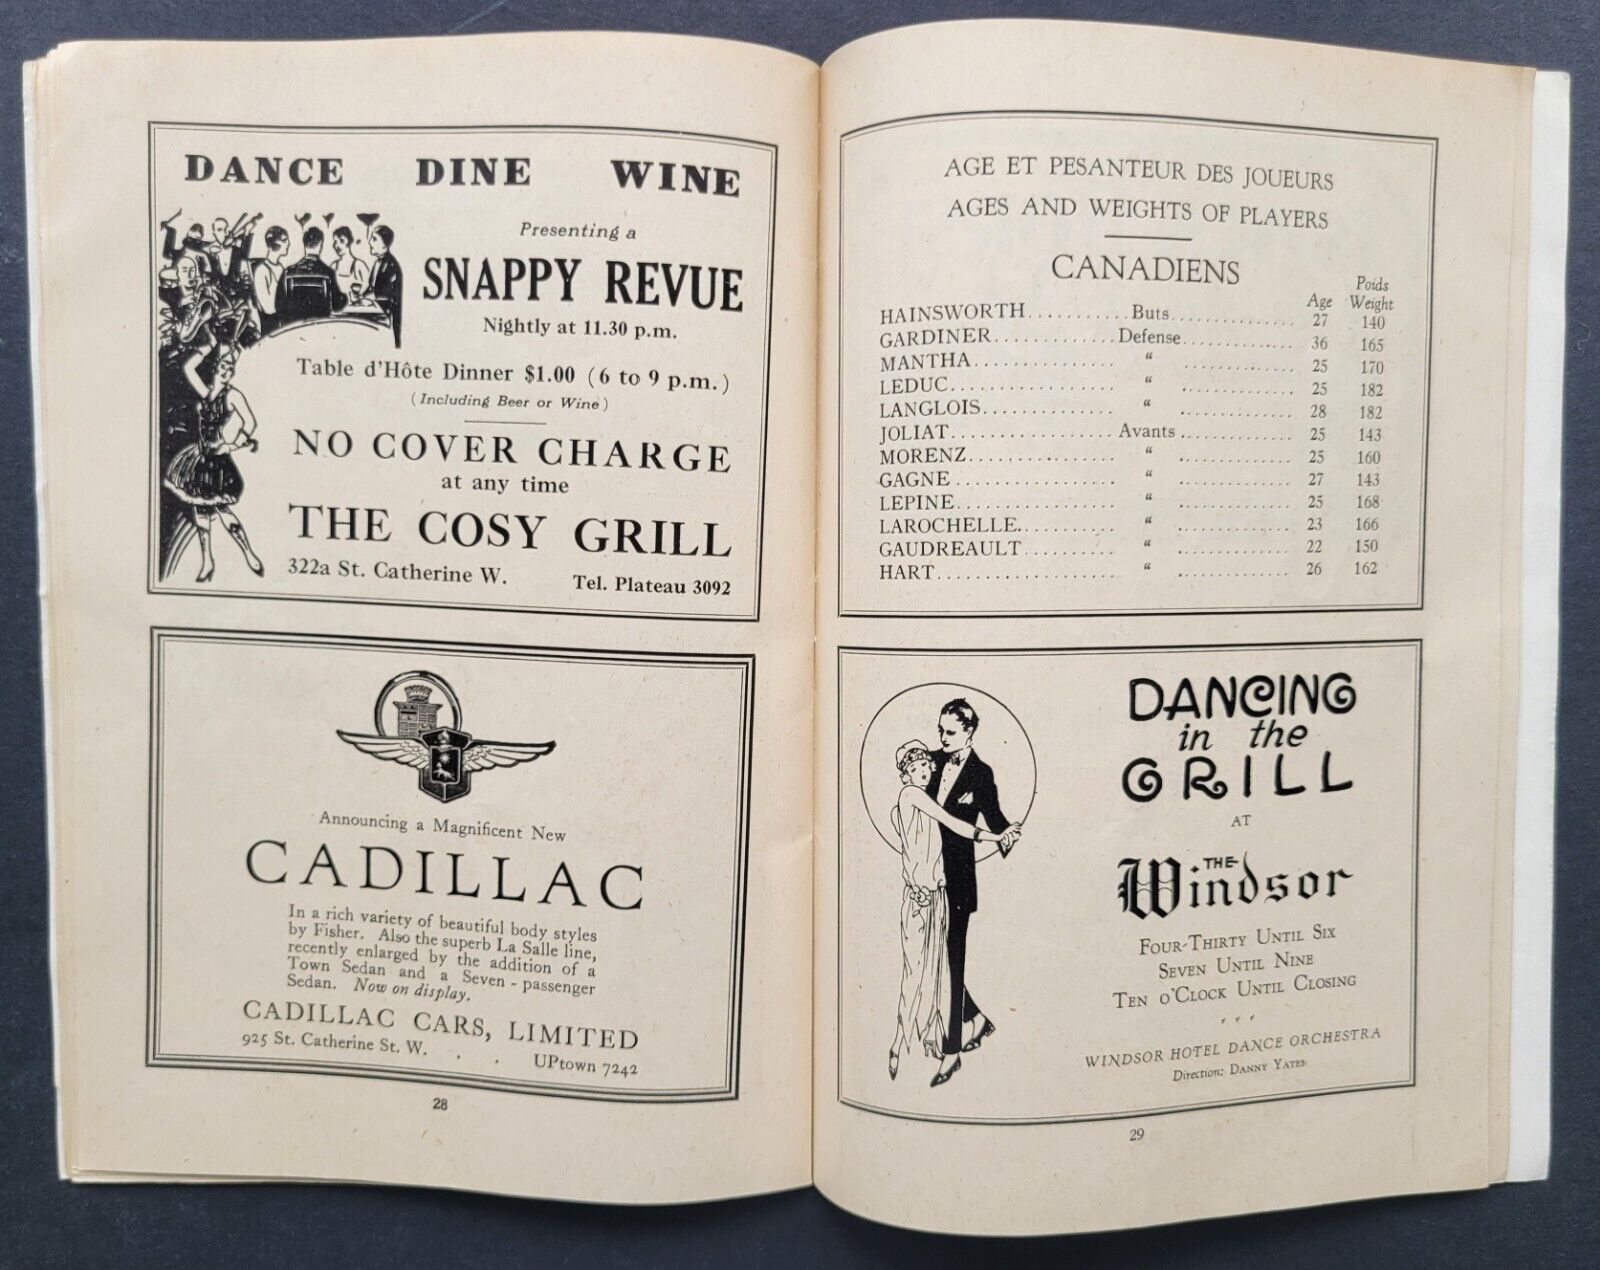 DANCE DINE WINE
Presenting a
SNAPPY REVUE
Nightly at 11.30 p.m.
Table d'Hôte Dinner $1.00 (6 to 9 p.m.)
(Including Beer or Wine)
NO COVER CHARGE
at any time
THE COSY GRILL
322a St. Catherine W. Tel. Plateau 3092
Announcing a Magnificent New
CADILLAC
In a rich variety of beautiful body styles
by Fisher. Also the superb La Salle line,
recently enlarged by the addition of a
Town Sedan and a Seven - passenger
Sedan. Now on display.
CADILLAC CARS, LIMITED
925 St. Catherine St. W. . . UPtown 7242
28
AGE ET PESANTEUR DES JOUEURS
AGES AND WEIGHTS OF PLAYERS
CANADIENS
Poids
Age Weight
HAINSWORTH........... Buts.............. 27 140
GARDINER............. Defense............. 36 165
MANTHA............... “ ............. 25 170
LEDUC................. “ ............. 25 182
LANGLOIS............. “ ............. 28 182
JOLIAT................ Avants.............. 25 143
MORENZ............... “ ............. 25 160
GAGNE................ “ ............. 27 143
LEPINE................ “ ............. 25 168
LAROCHELLE........... “ ............. 23 166
GAUDREAULT.......... “ ............. 22 150
HART.................. “ ............. 26 162
DANCING
in the
GRILL
AT
THE
Windsor
FOUR-THIRTY UNTIL SIX
SEVEN UNTIL NINE
TEN O'CLOCK UNTIL CLOSING
WINDSOR HOTEL DANCE ORCHESTRA
Direction: DANNY YATES
29